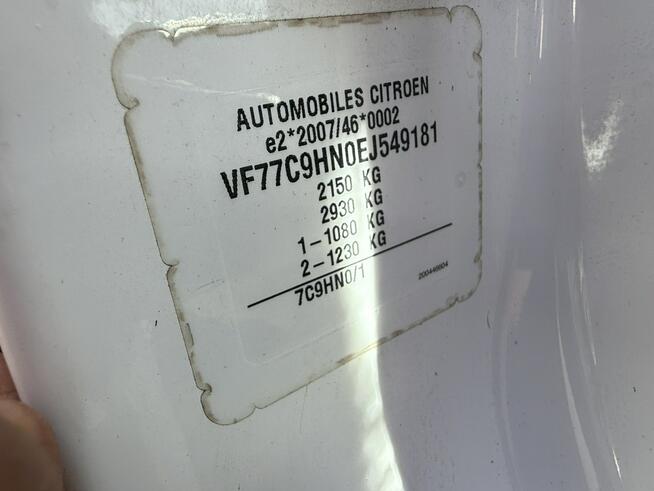 AUTOMOBILES CITROEN
e2*2007/46*0002
VF77C9HN0EJ549181
2150 KG
2930 KG
1-1080 KG
2-1230 KG
7C9HN0/1
200446604